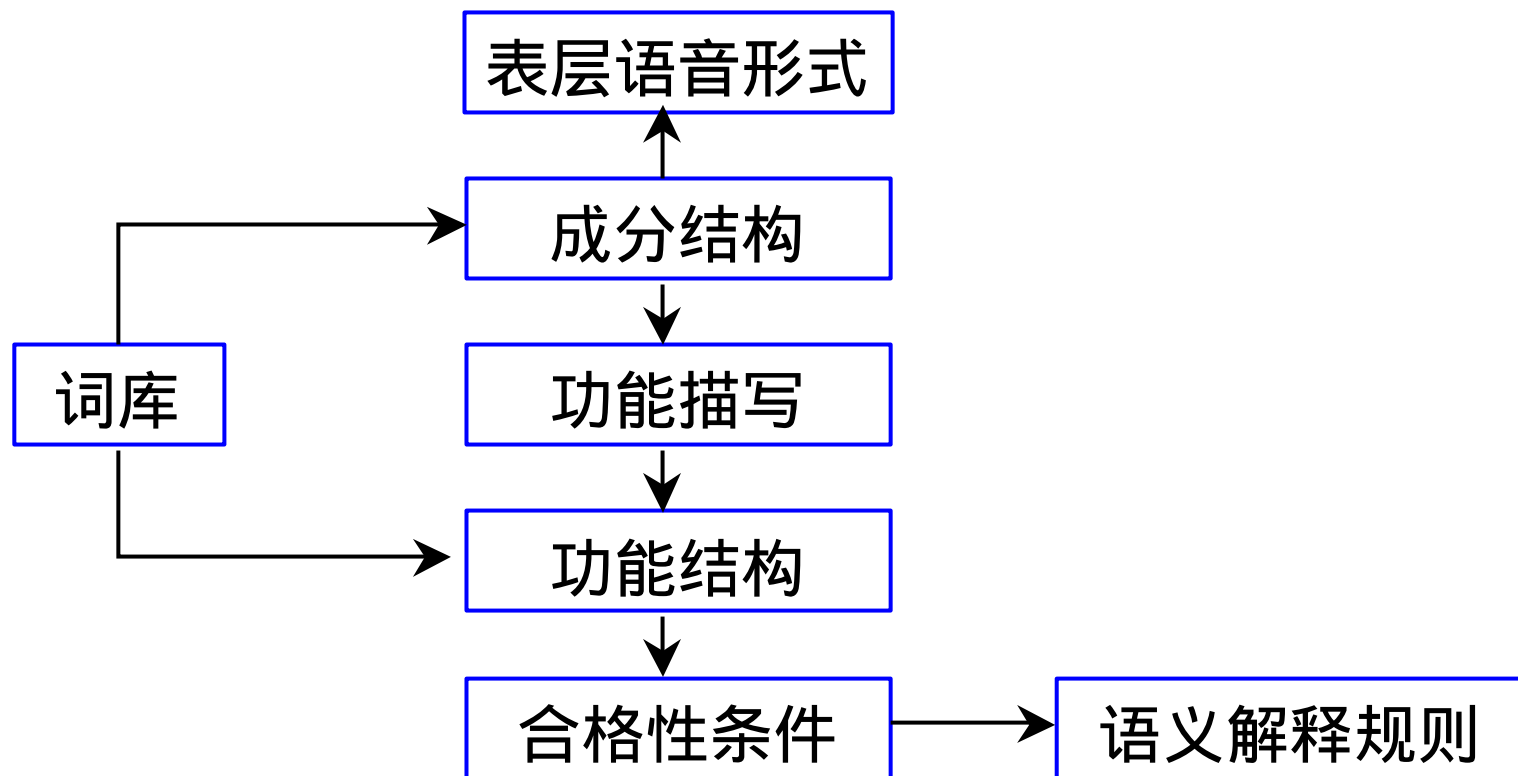 表层语音形式
成分结构
词库
功能描写
功能结构
合格性条件
语义解释规则